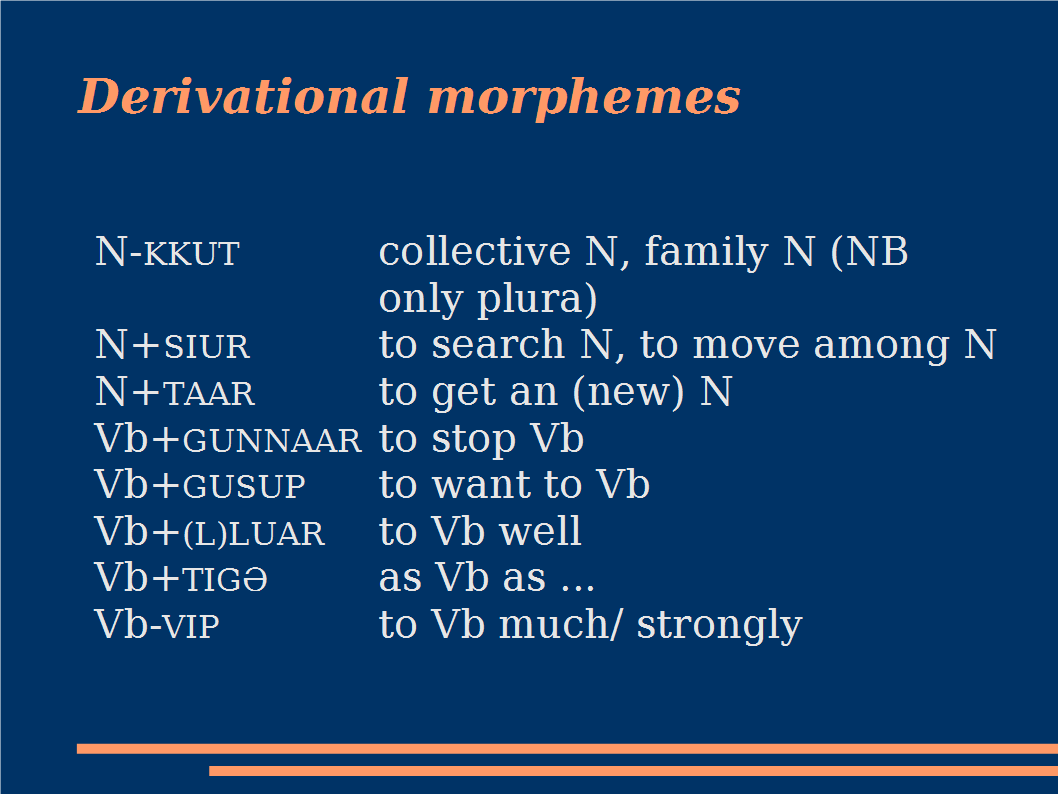 Derivational morphemes
N-KKUT collective N, family N (NB
only plura)
N+SIUR to search N, to move among N
N+TAAR to get an (new) N
Vb+GUNNAAR to stop Vb
Vb+GUSUP to want to Vb
Vb+(L)LUAR to Vb well
Vb+TIGƏ as Vb as ...
Vb-VIP to Vb much/ strongly